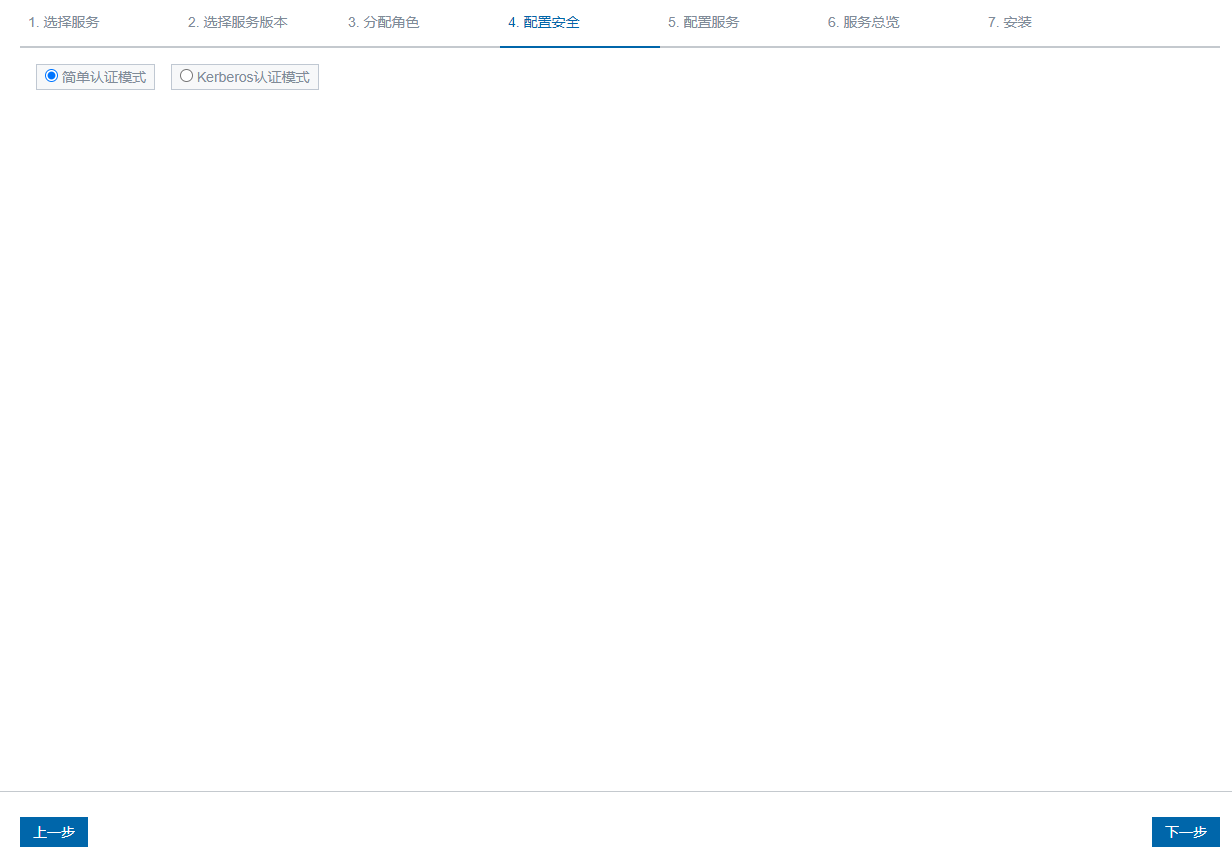 1. 选择服务 2. 选择服务版本 3. 分配角色 4. 配置安全 5. 配置服务 6. 服务总览 7. 安装
简单认证模式 Kerberos认证模式
上一步 下一步